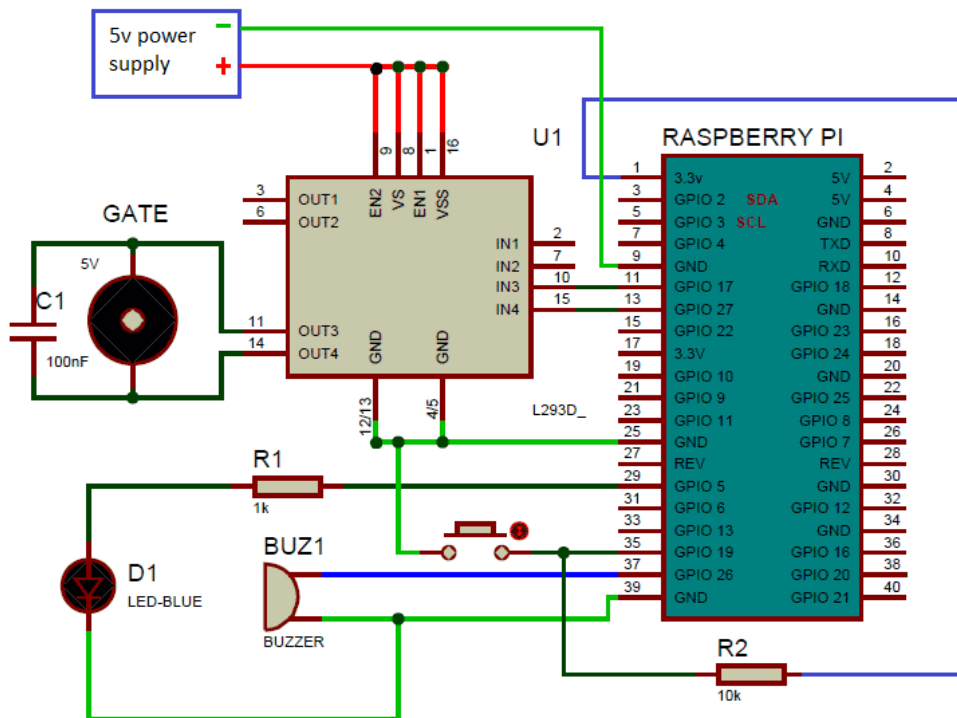 5v power
supply
-
+
U1
RASPBERRY PI
GATE
5V
C1
100nF
9
8
1
16
EN2
VS
EN1
VSS
3 OUT1
6 OUT2
11 OUT3
14 OUT4
IN1 2
IN2 7
IN3 10
IN4 15
GND
GND
12/13
4/5
L293D_
1 3.3v 5V 2
3 GPIO 2 SDA 5V 4
5 GPIO 3 SCL GND 6
7 GPIO 4 TXD 8
9 GND RXD 10
11 GPIO 17 GPIO 18 12
13 GPIO 27 GND 14
15 GPIO 22 GPIO 23 16
17 3.3V GPIO 24 18
19 GPIO 10 GND 20
21 GPIO 9 GPIO 25 22
23 GPIO 11 GPIO 8 24
25 GND GPIO 7 26
27 REV REV 28
29 GPIO 5 GND 30
31 GPIO 6 GPIO 12 32
33 GPIO 13 GND 34
35 GPIO 19 GPIO 16 36
37 GPIO 26 GPIO 20 38
39 GND GPIO 21 40
R1
1k
D1
LED-BLUE
BUZ1
BUZZER
R2
10k